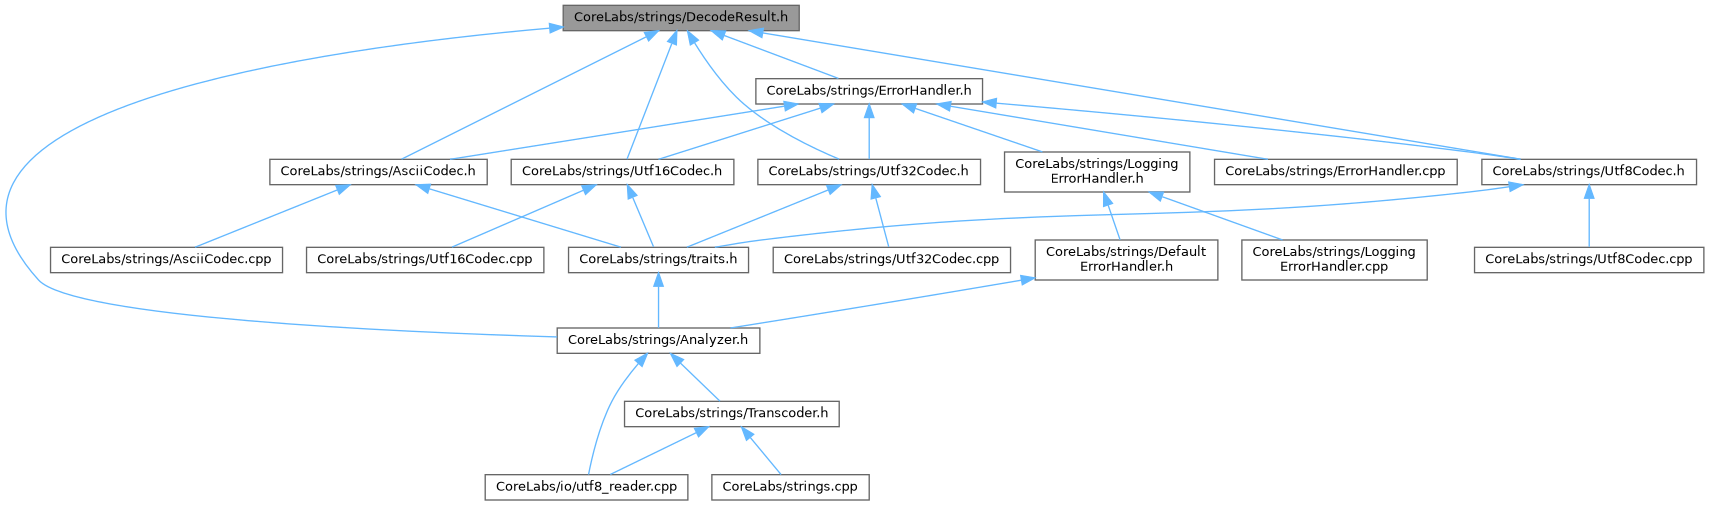 CoreLabs/strings/DecodeResult.h
CoreLabs/strings/ErrorHandler.h
CoreLabs/strings/AsciiCodec.h
CoreLabs/strings/Utf16Codec.h
CoreLabs/strings/Utf32Codec.h
CoreLabs/strings/Logging
ErrorHandler.h
CoreLabs/strings/ErrorHandler.cpp
CoreLabs/strings/Utf8Codec.h
CoreLabs/strings/AsciiCodec.cpp
CoreLabs/strings/Utf16Codec.cpp
CoreLabs/strings/traits.h
CoreLabs/strings/Utf32Codec.cpp
CoreLabs/strings/Default
ErrorHandler.h
CoreLabs/strings/Logging
ErrorHandler.cpp
CoreLabs/strings/Utf8Codec.cpp
CoreLabs/strings/Analyzer.h
CoreLabs/strings/Transcoder.h
CoreLabs/io/utf8_reader.cpp
CoreLabs/strings.cpp